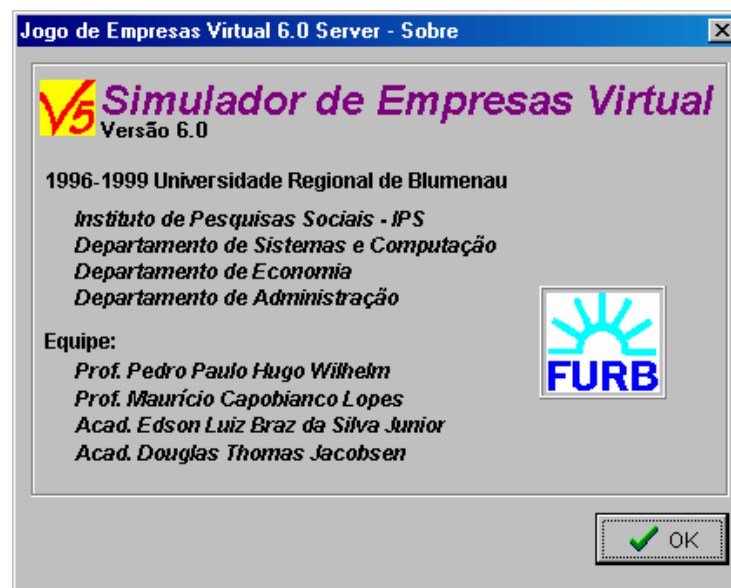 Jogo de Empresas Virtual 6.0 Server - Sobre
V5 Simulador de Empresas Virtual
Versão 6.0
1996-1999 Universidade Regional de Blumenau
Instituto de Pesquisas Sociais - IPS
Departamento de Sistemas e Computação
Departamento de Economia
Departamento de Administração
FURB
Equipe:
Prof. Pedro Paulo Hugo Wilhelm
Prof. Maurício Capobianco Lopes
Acad. Edson Luiz Braz da Silva Junior
Acad. Douglas Thomas Jacobsen
OK